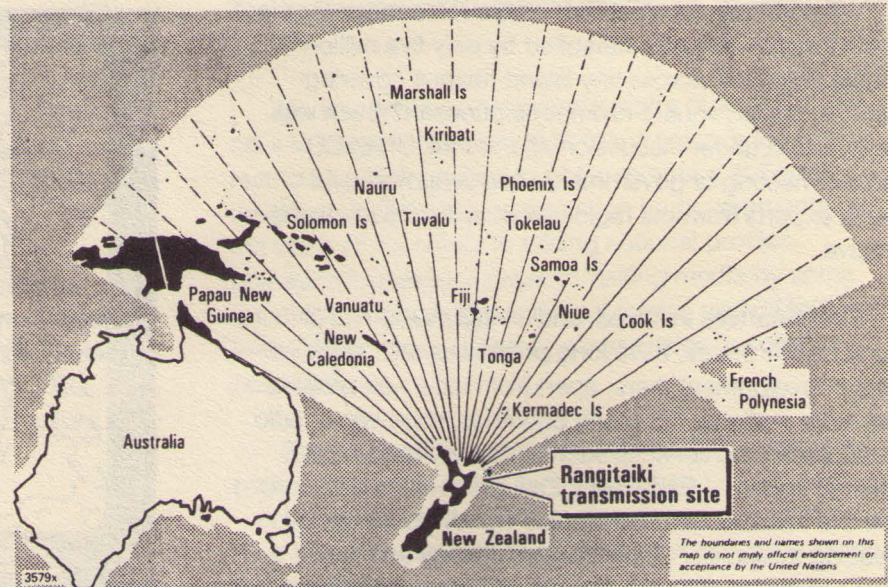 Marshall Is
Kiribati
Nauru
Phoenix Is
Solomon Is
Tuvalu
Tokelau
Samoa Is
Papau New
Guinea
Vanuatu
Fiji
Niue
Cook Is
New
Caledonia
Tonga
French
Polynesia
Kermadec Is
Australia
Rangitaiki
transmission site
New Zealand
The boundaries and names shown on this
map do not imply official endorsement or
acceptance by the United Nations
3579x